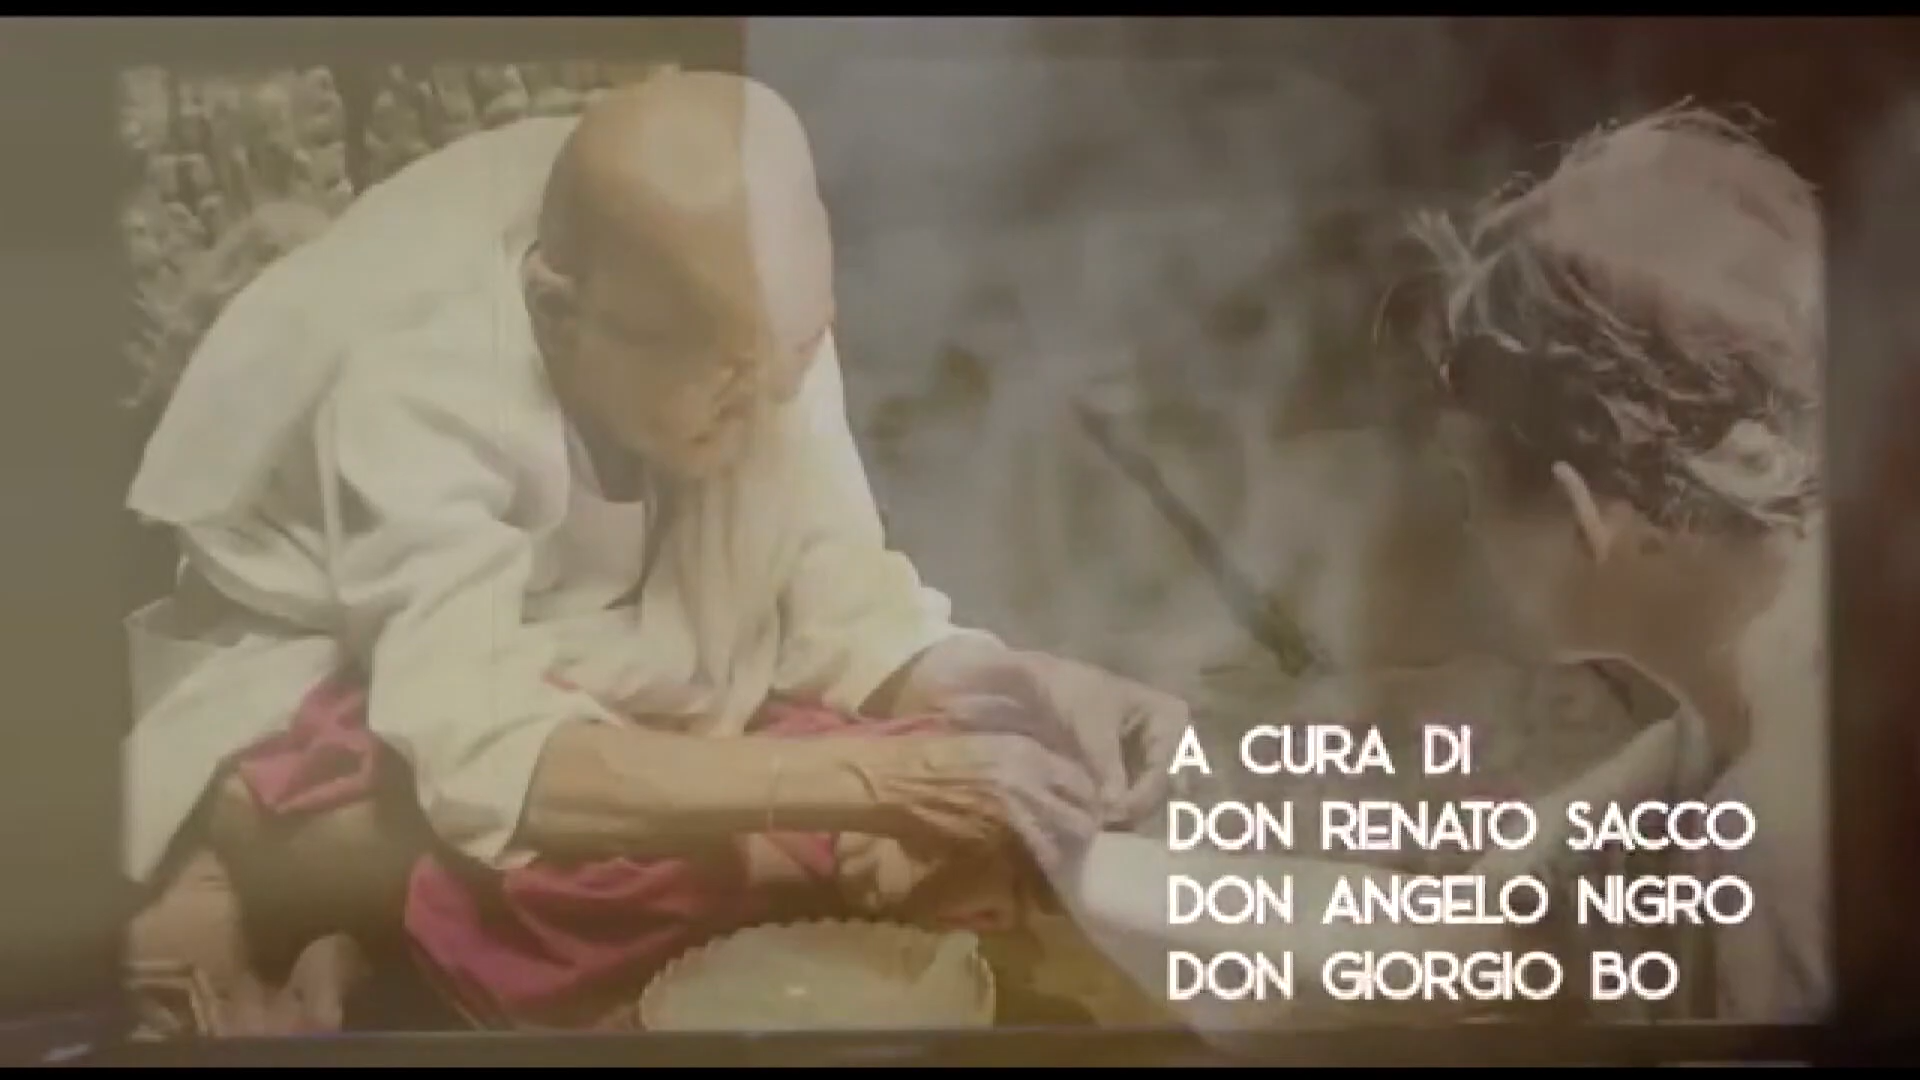 A CURA DI
DON RENATO SACCO
DON ANGELO NIGRO
DON GIORGIO BO